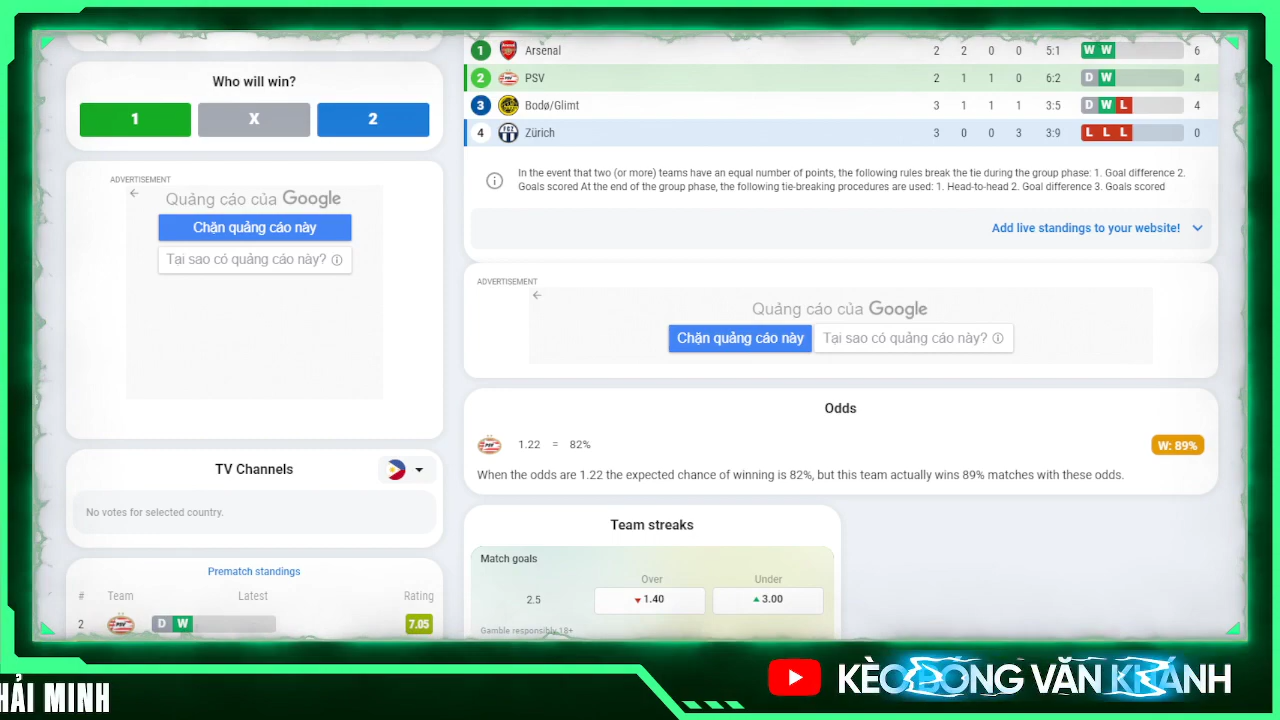 Who will win?
1 X 2
ADVERTISEMENT
Quảng cáo của Google
Chặn quảng cáo này
Tại sao có quảng cáo này?
TV Channels
No votes for selected country.
Prematch standings
# Team Latest Rating
2 D W 7.05
1 Arsenal 2 2 0 0 5:1 W W 6
2 PSV 2 1 1 0 6:2 D W 4
3 Bodø/Glimt 3 1 1 1 3:5 D W L 4
4 Zürich 3 0 0 3 3:9 L L L 0
In the event that two (or more) teams have an equal number of points, the following rules break the tie during the group phase: 1. Goal difference 2.
Goals scored At the end of the group phase, the following tie-breaking procedures are used: 1. Head-to-head 2. Goal difference 3. Goals scored
Add live standings to your website!
ADVERTISEMENT
Quảng cáo của Google
Chặn quảng cáo này Tại sao có quảng cáo này?
Odds
1.22 = 82% W: 89%
When the odds are 1.22 the expected chance of winning is 82%, but this team actually wins 89% matches with these odds.
Team streaks
Match goals
Over Under
2.5 1.40 3.00
Gamble responsibly 18+
HẢI MINH
KÈO BÓNG VĂN KHÁNH